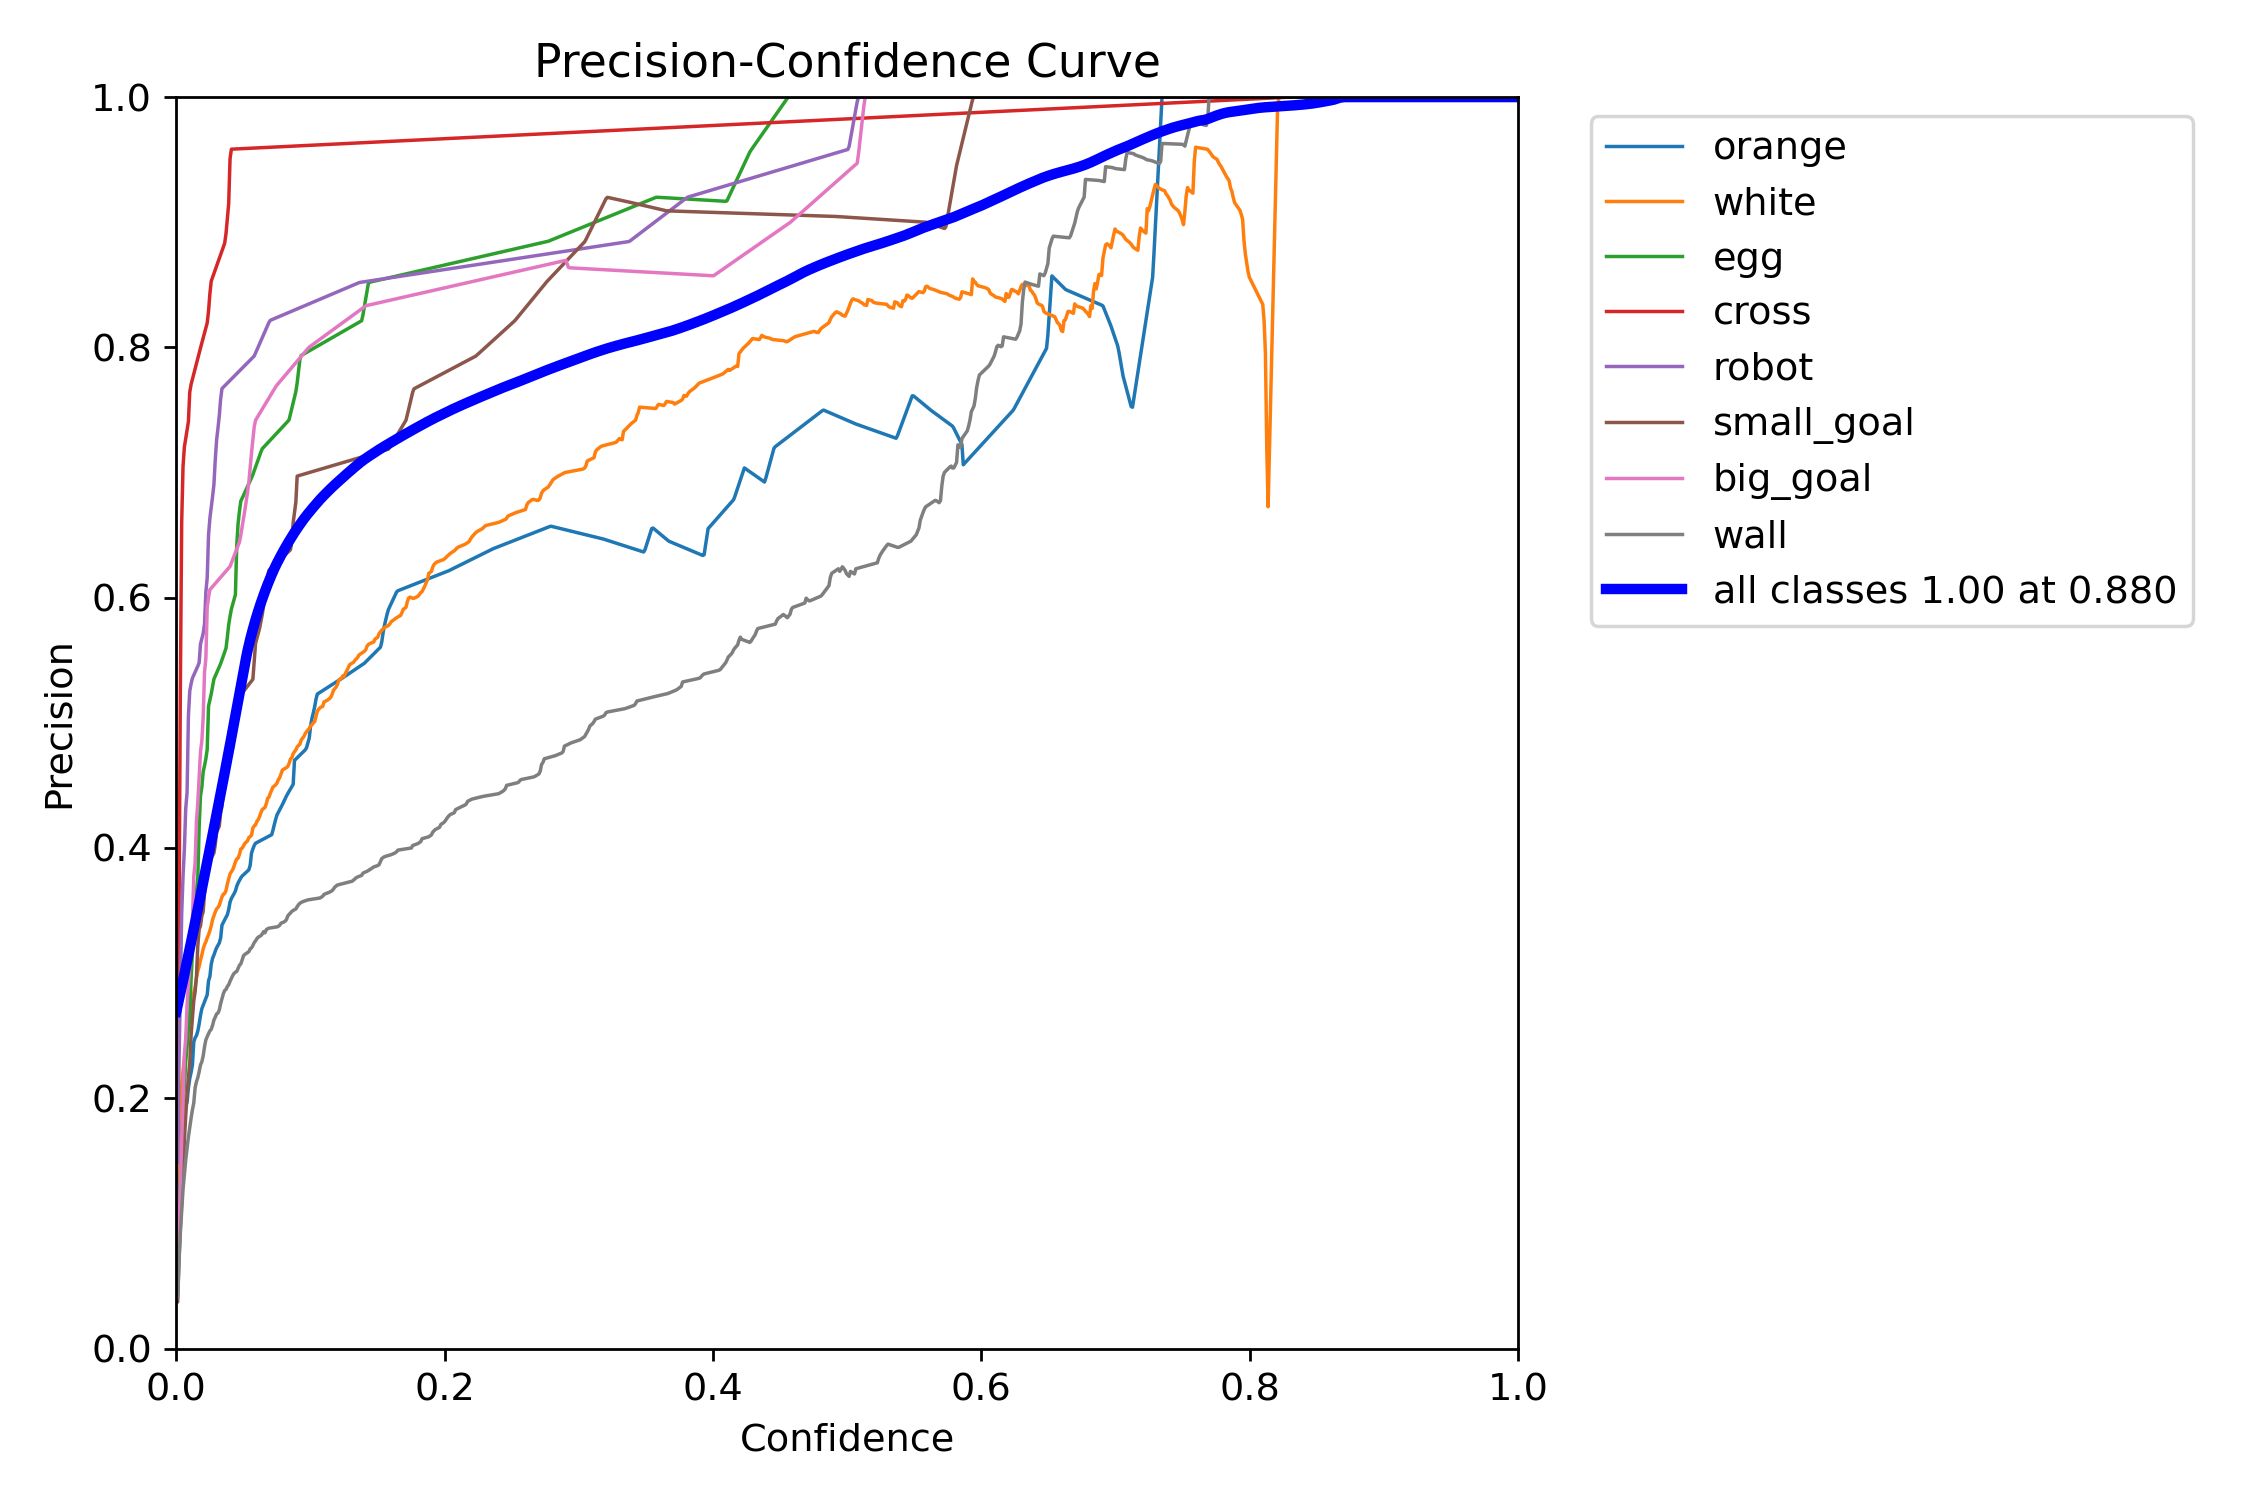 Precision-Confidence Curve
1.0
0.8
0.6
0.4
0.2
0.0
Precision
0.0 0.2 0.4 0.6 0.8 1.0
Confidence
orange
white
egg
cross
robot
small_goal
big_goal
wall
all classes 1.00 at 0.880